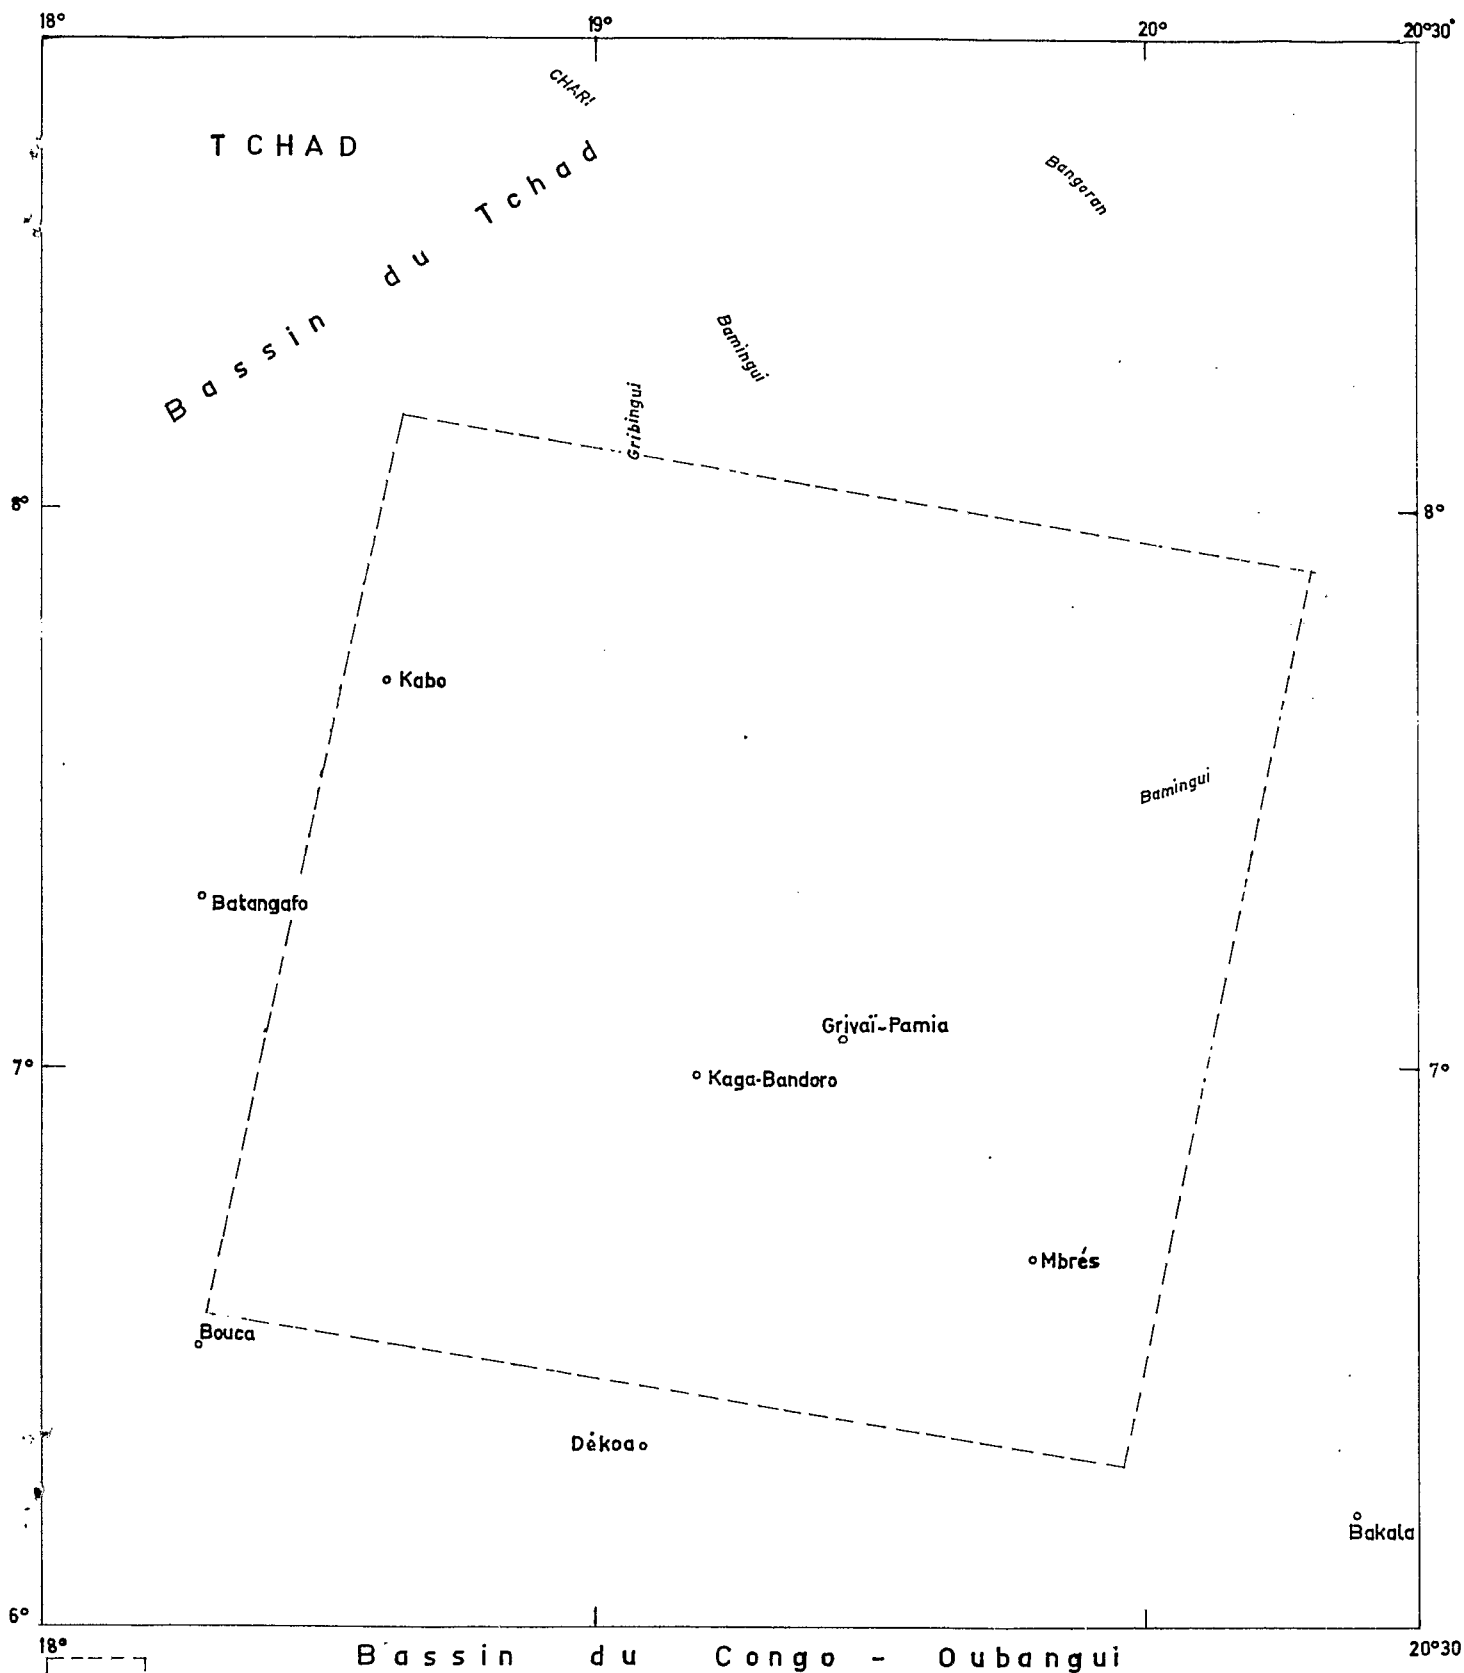 18°
19°
20°
20°30'
CHARI
TCHAD
Bassin du Tchad
Bangoran
Bamingui
Gribingui
8°
8°
Kabo
Bamingui
Batangafo
Grivaï-Pamia
7°
7°
Kaga-Bandoro
Mbrés
Bouca
Dékoa
Bakala
6°
18°
Bassin du Congo - Oubangui
20°30